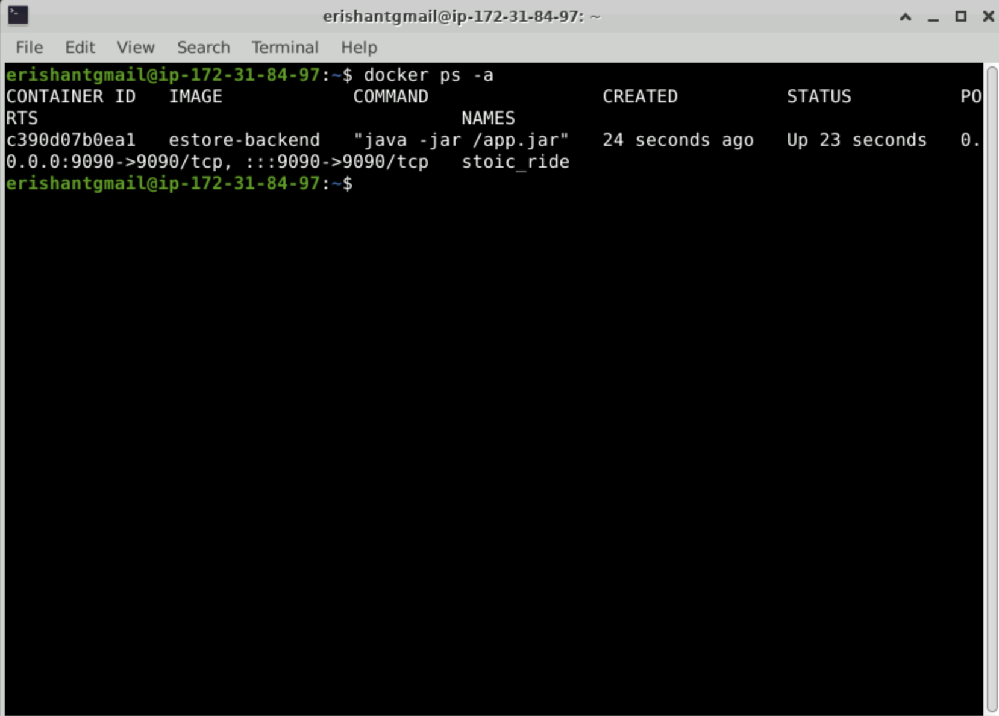 erishantgmail@ip-172-31-84-97: ~
File Edit View Search Terminal Help
erishantgmail@ip-172-31-84-97:~$ docker ps -a
CONTAINER ID   IMAGE            COMMAND                CREATED          STATUS          PO
RTS                                       NAMES
c390d07b0ea1   estore-backend   "java -jar /app.jar"   24 seconds ago   Up 23 seconds   0.
0.0.0:9090->9090/tcp, :::9090->9090/tcp   stoic_ride
erishantgmail@ip-172-31-84-97:~$